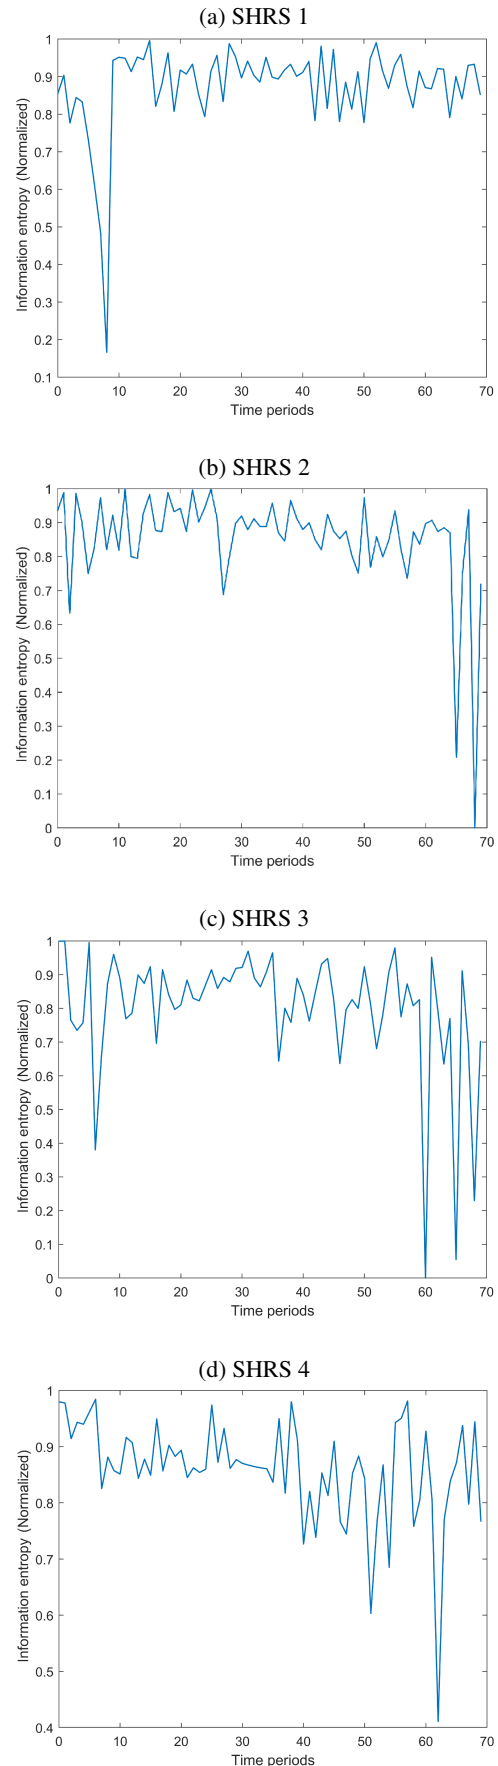 (a) SHRS 1
1
0.9
0.8
0.7
0.6
0.5
0.4
0.3
0.2
0.1
Information entropy (Normalized)
0 10 20 30 40 50 60 70
Time periods
(b) SHRS 2
1
0.9
0.8
0.7
0.6
0.5
0.4
0.3
0.2
0.1
0
Information entropy (Normalized)
0 10 20 30 40 50 60 70
Time periods
(c) SHRS 3
1
0.9
0.8
0.7
0.6
0.5
0.4
0.3
0.2
0.1
0
Information entropy (Normalized)
0 10 20 30 40 50 60 70
Time periods
(d) SHRS 4
1
0.9
0.8
0.7
0.6
0.5
0.4
Information entropy (Normalized)
0 10 20 30 40 50 60 70
Time periods